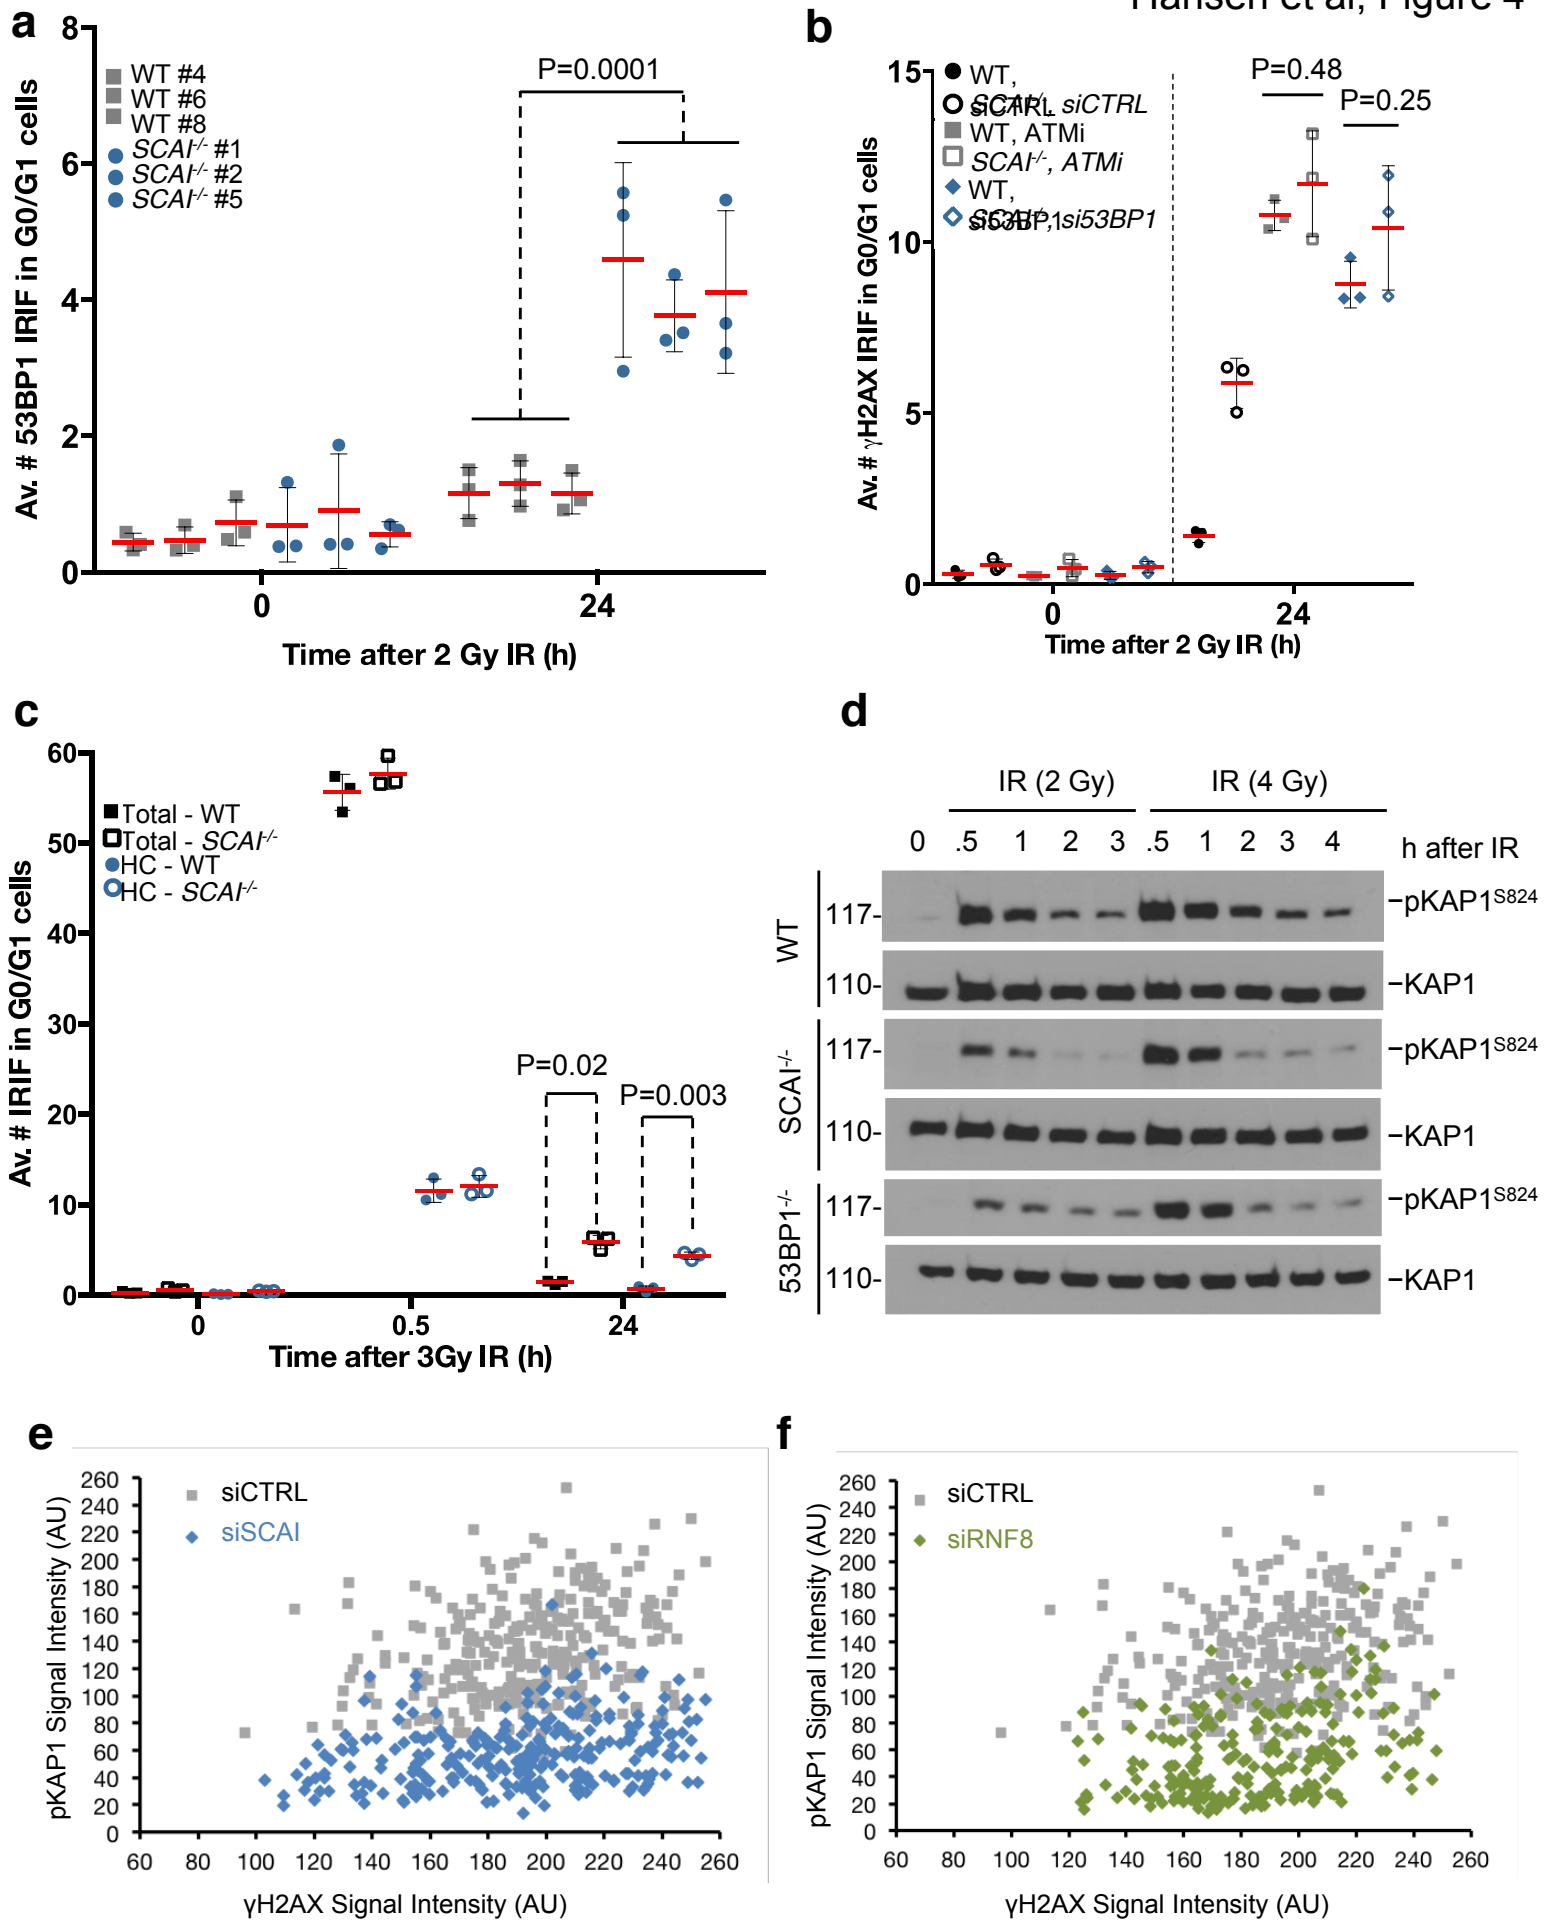 Hansen et al, Figure 4
a
8
6
4
2
0
Av. # 53BP1 IRIF in G0/G1 cells
WT #4
WT #6
WT #8
SCAI-/- #1
SCAI-/- #2
SCAI-/- #5
P=0.0001
0 24
Time after 2 Gy IR (h)
b
15
10
5
0
Av. # γH2AX IRIF in G0/G1 cells
WT, siCTRL
SCAI-/-, siCTRL
WT, ATMi
SCAI-/-, ATMi
WT, si53BP1
SCAI-/-, si53BP1
P=0.48
P=0.25
0 24
Time after 2 Gy IR (h)
c
60
50
40
30
20
10
0
Av. # IRIF in G0/G1 cells
Total - WT
Total - SCAI-/-
HC - WT
HC - SCAI-/-
P=0.02
P=0.003
0 0.5 24
Time after 3Gy IR (h)
d
IR (2 Gy) IR (4 Gy)
0 .5 1 2 3 .5 1 2 3 4 h after IR
WT
117- -pKAP1S824
110- -KAP1
SCAI-/-
117- -pKAP1S824
110- -KAP1
53BP1-/-
117- -pKAP1S824
110- -KAP1
e
260
240
220
200
180
160
140
120
100
80
60
40
20
0
pKAP1 Signal Intensity (AU)
siCTRL
siSCAI
60 80 100 120 140 160 180 200 220 240 260
γH2AX Signal Intensity (AU)
f
260
240
220
200
180
160
140
120
100
80
60
40
20
0
pKAP1 Signal Intensity (AU)
siCTRL
siRNF8
60 80 100 120 140 160 180 200 220 240 260
γH2AX Signal Intensity (AU)